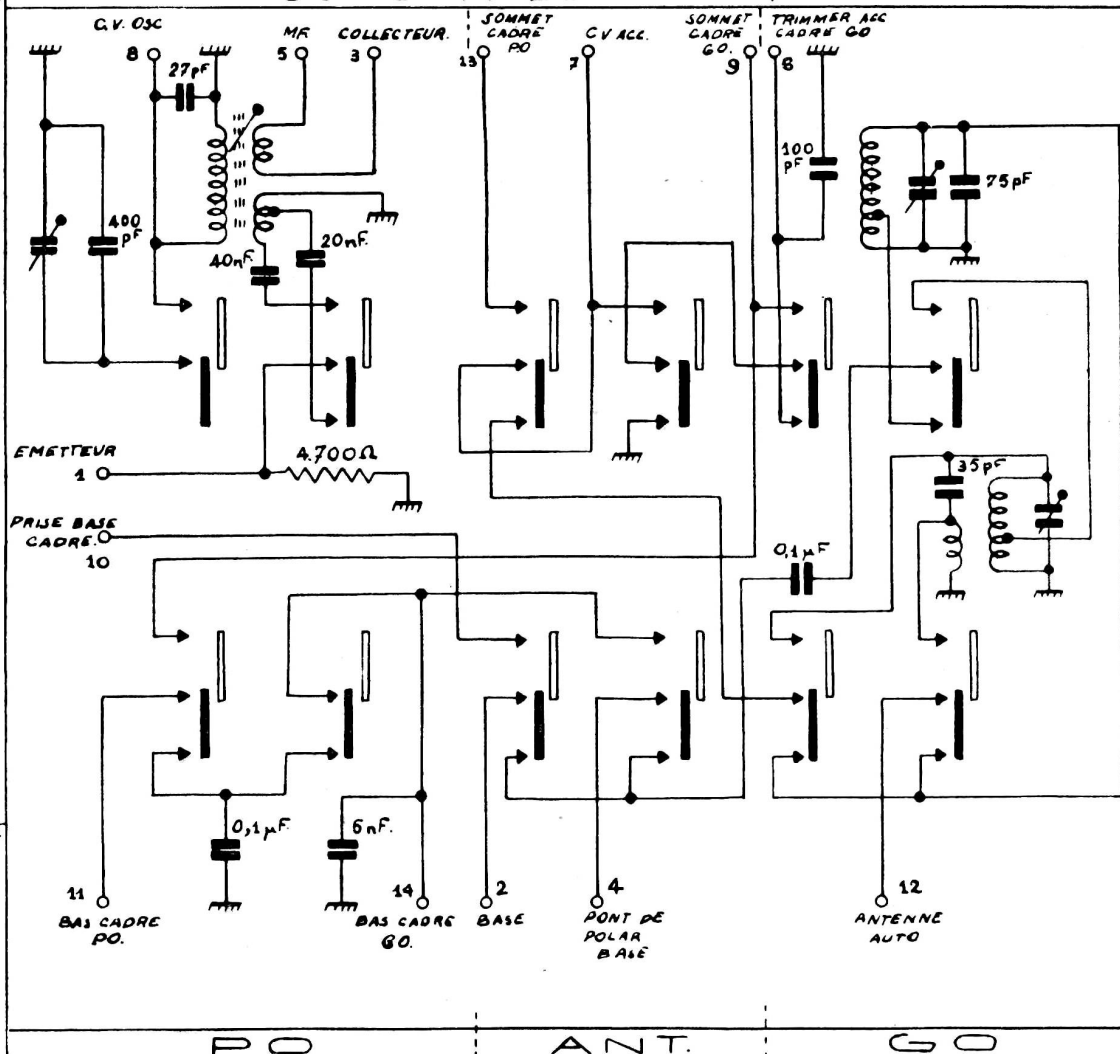 C.V. OSC
8
MF
5
COLLECTEUR.
3
SOMMET
CADRE
PO
13
CV ACC.
7
SOMMET
CADRE
GO.
9
TRIMMER ACC
CADRE GO
6
27pF
400
pF
40nF.
20nF.
100
pF
75pF
EMETTEUR
1
4.700Ω
PRISE BASE
CADRE.
10
35pF
0,1µF
0,1µF.
6nF.
11
BAS CADRE
PO.
14
BAS CADRE
GO.
2
BASE
4
PONT DE
POLAR
BASE
12
ANTENNE
AUTO
PO
ANT.
GO